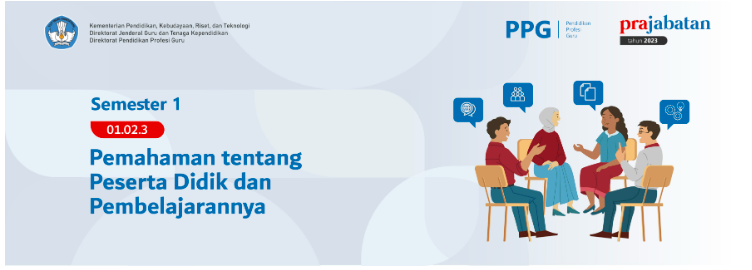 Kementerian Pendidikan, Kebudayaan, Riset, dan Teknologi
Direktorat Jenderal Guru dan Tenaga Kependidikan
Direktorat Pendidikan Profesi Guru
PPG
Pendidikan
Profesi
Guru
prajabatan
tahun 2023
Semester 1
01.02.3
Pemahaman tentang
Peserta Didik dan
Pembelajarannya